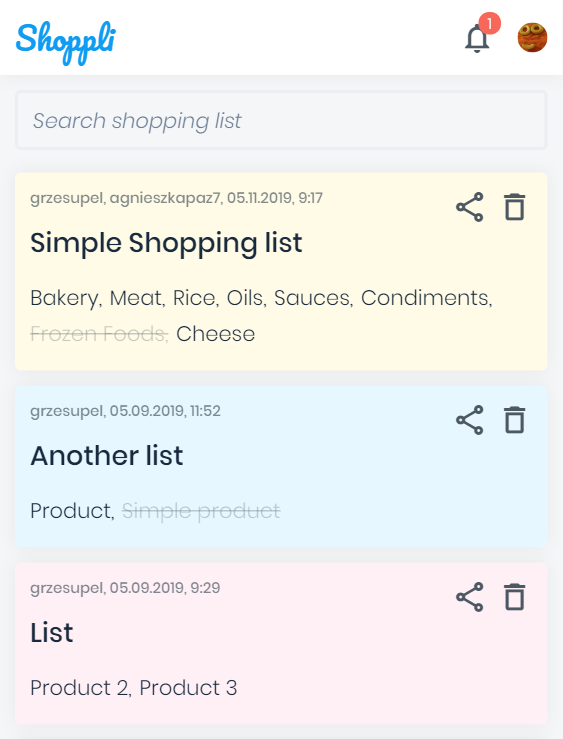 Shoppli
1
Search shopping list
grzesupel, agnieszkapaz7, 05.11.2019, 9:17
Simple Shopping list
Bakery, Meat, Rice, Oils, Sauces, Condiments,
Frozen Foods, Cheese
grzesupel, 05.09.2019, 11:52
Another list
Product, Simple product
grzesupel, 05.09.2019, 9:29
List
Product 2, Product 3